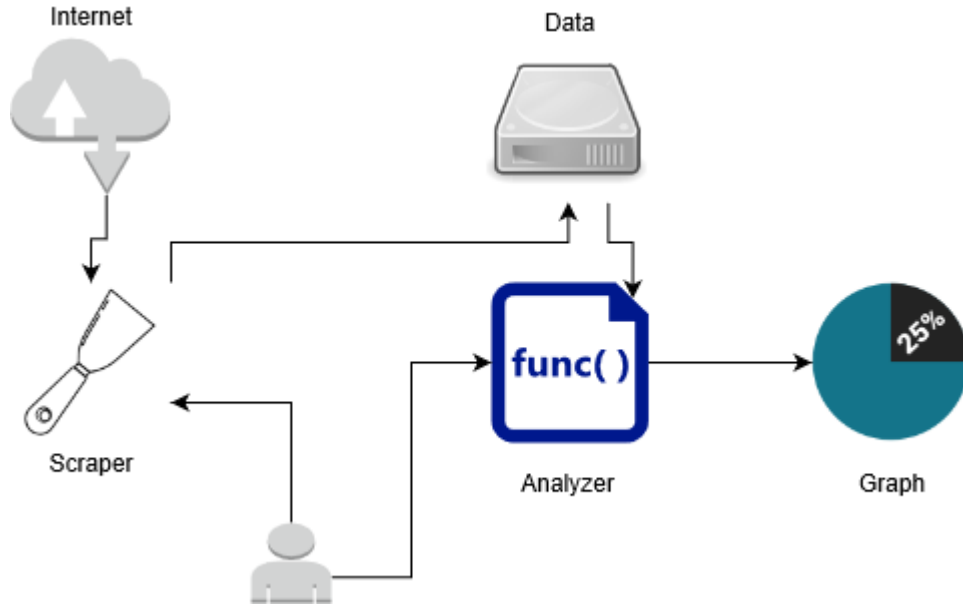 Internet
Data
25%
func()
Scraper
Analyzer
Graph